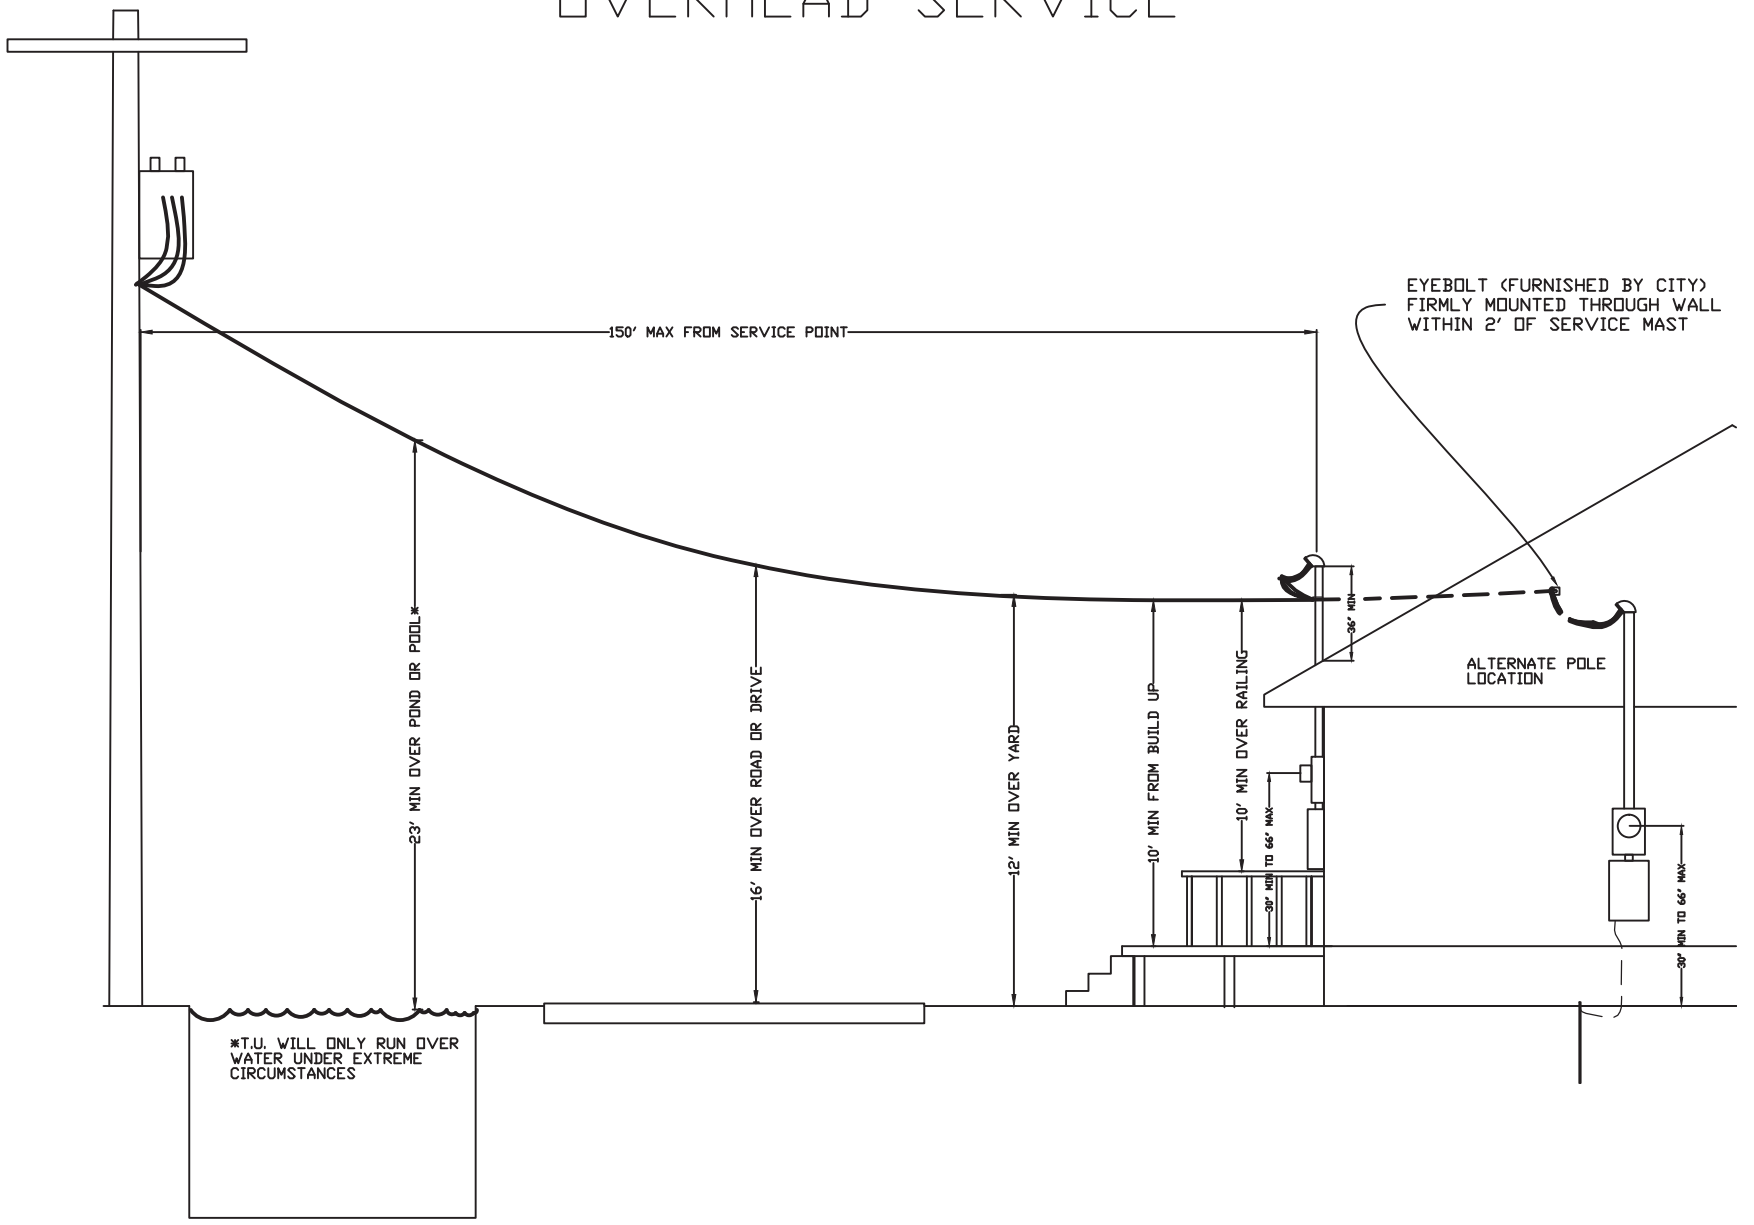 OVERHEAD SERVICE
EYEBOLT (FURNISHED BY CITY)
FIRMLY MOUNTED THROUGH WALL
WITHIN 2' OF SERVICE MAST
150' MAX FROM SERVICE POINT
23' MIN OVER POND OR POOL*
16' MIN OVER ROAD OR DRIVE
12' MIN OVER YARD
10' MIN FROM BUILD UP
10' MIN OVER RAILING
36" MIN
30" MIN TO 66" MAX
ALTERNATE POLE
LOCATION
30" MIN TO 66" MAX
*T.U. WILL ONLY RUN OVER
WATER UNDER EXTREME
CIRCUMSTANCES